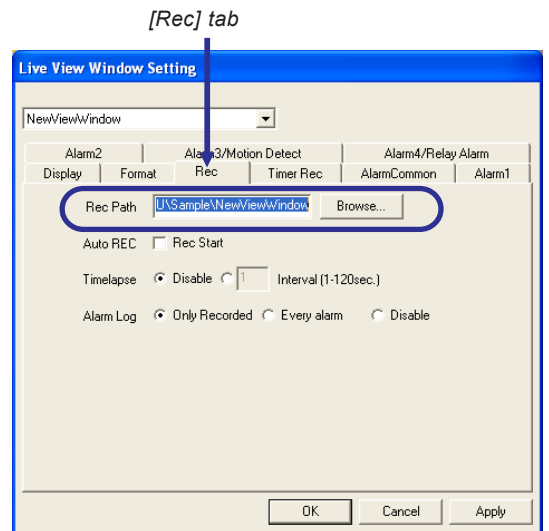 [Rec] tab
Live View Window Setting
NewViewWindow
Alarm2 Alarm3/Motion Detect Alarm4/Relay Alarm
Display Format Rec Timer Rec AlarmCommon Alarm1
Rec Path U\Sample\NewViewWindow Browse...
Auto REC Rec Start
Timelapse Disable 1 Interval (1-120sec.)
Alarm Log Only Recorded Every alarm Disable
OK Cancel Apply